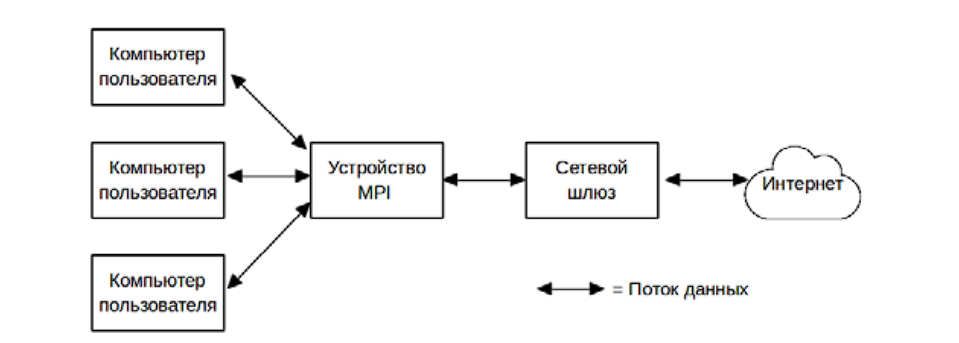 Компьютер
пользователя
Компьютер
пользователя
Устройство
MPI
Сетевой
шлюз
Интернет
Компьютер
пользователя
= Поток данных